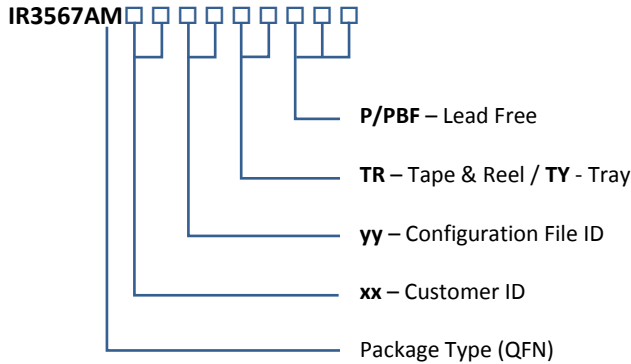 IR3567AM
P/PBF – Lead Free
TR – Tape & Reel / TY - Tray
yy – Configuration File ID
xx – Customer ID
Package Type (QFN)